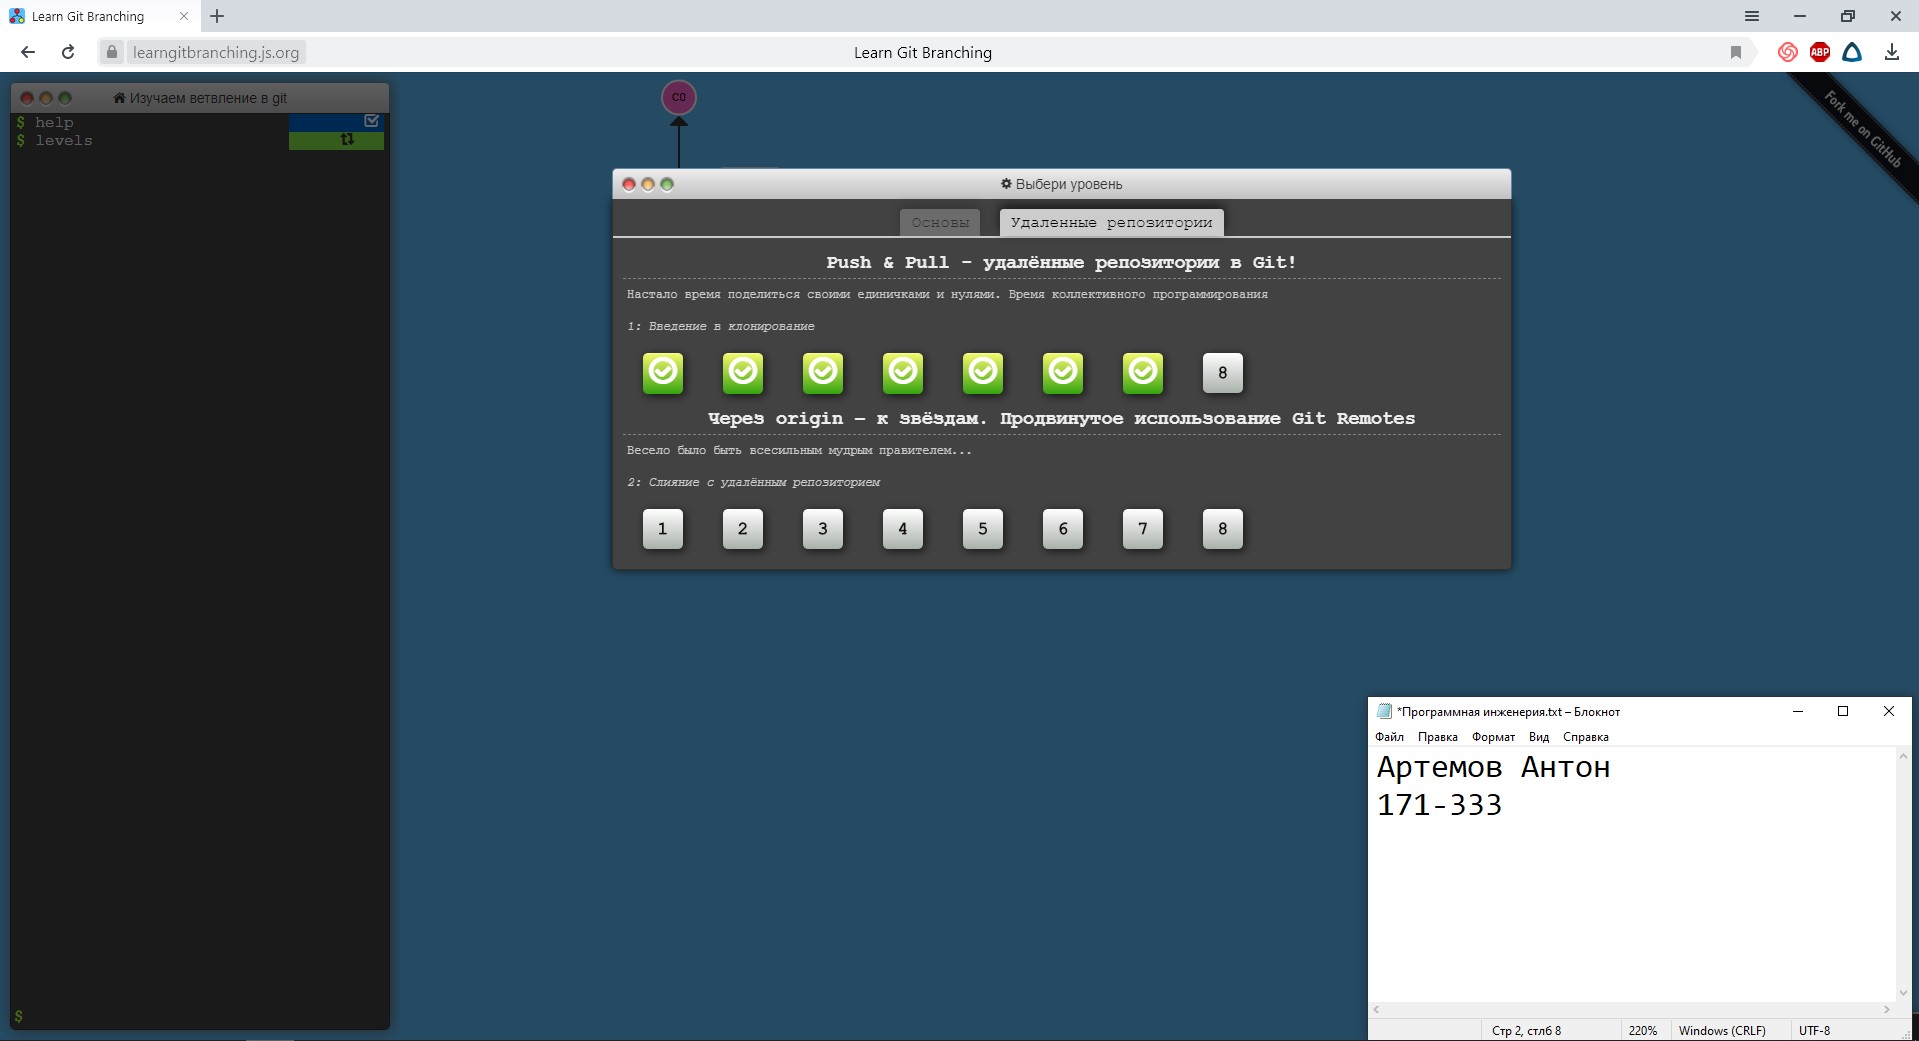 Learn Git Branching
learngitbranching.js.org
Learn Git Branching
ABP
Изучаем ветвление в git
$ help
$ levels
$
C0
Fork me on GitHub
Выбери уровень
Основы
Удаленные репозитории
Push & Pull - удалённые репозитории в Git!
Настало время поделиться своими единичками и нулями. Время коллективного программирования
1: Введение в клонирование
8
Через origin – к звёздам. Продвинутое использование Git Remotes
Весело было быть всесильным мудрым правителем...
2: Слияние с удалённым репозиторием
1 2 3 4 5 6 7 8
*Программная инженерия.txt – Блокнот
Файл Правка Формат Вид Справка
Артемов Антон
171-333
Стр 2, стлб 8 220% Windows (CRLF) UTF-8